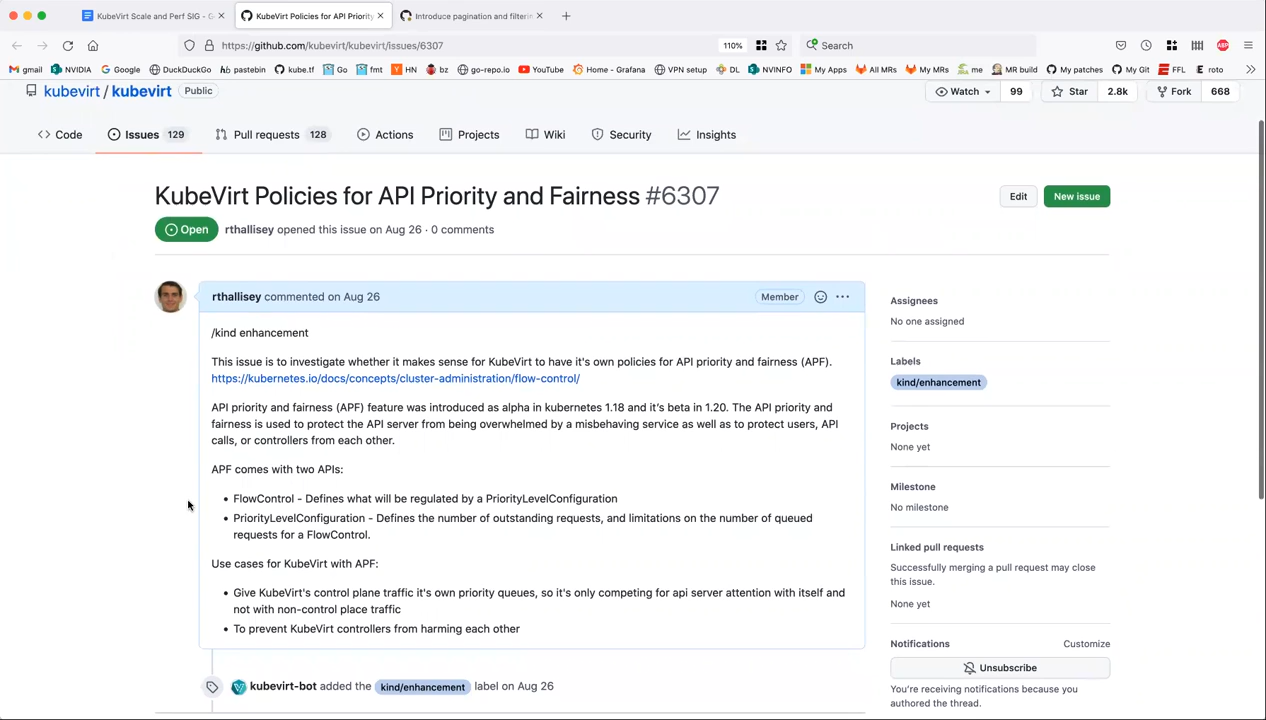 KubeVirt Scale and Perf SIG - G
KubeVirt Policies for API Priority
Introduce pagination and filterin
https://github.com/kubevirt/kubevirt/issues/6307
110%
Search
gmail
NVIDIA
Google
DuckDuckGo
pastebin
kube.tf
Go
fmt
HN
bz
go-repo.io
YouTube
Home - Grafana
VPN setup
DL
NVINFO
My Apps
All MRs
My MRs
me
MR build
My patches
My Git
FFL
roto
kubevirt / kubevirt Public
Watch 99
Star 2.8k
Fork 668
Code
Issues 129
Pull requests 128
Actions
Projects
Wiki
Security
Insights
KubeVirt Policies for API Priority and Fairness #6307
Edit
New issue
Open
rthallisey opened this issue on Aug 26 · 0 comments
rthallisey commented on Aug 26
Member
/kind enhancement
This issue is to investigate whether it makes sense for KubeVirt to have it's own policies for API priority and fairness (APF).
https://kubernetes.io/docs/concepts/cluster-administration/flow-control/
API priority and fairness (APF) feature was introduced as alpha in kubernetes 1.18 and it's beta in 1.20. The API priority and
fairness is used to protect the API server from being overwhelmed by a misbehaving service as well as to protect users, API
calls, or controllers from each other.
APF comes with two APIs:
• FlowControl - Defines what will be regulated by a PriorityLevelConfiguration
• PriorityLevelConfiguration - Defines the number of outstanding requests, and limitations on the number of queued
requests for a FlowControl.
Use cases for KubeVirt with APF:
• Give KubeVirt's control plane traffic it's own priority queues, so it's only competing for api server attention with itself and
not with non-control place traffic
• To prevent KubeVirt controllers from harming each other
kubevirt-bot added the kind/enhancement label on Aug 26
Assignees
No one assigned
Labels
kind/enhancement
Projects
None yet
Milestone
No milestone
Linked pull requests
Successfully merging a pull request may close
this issue.
None yet
Notifications
Customize
Unsubscribe
You're receiving notifications because you
authored the thread.